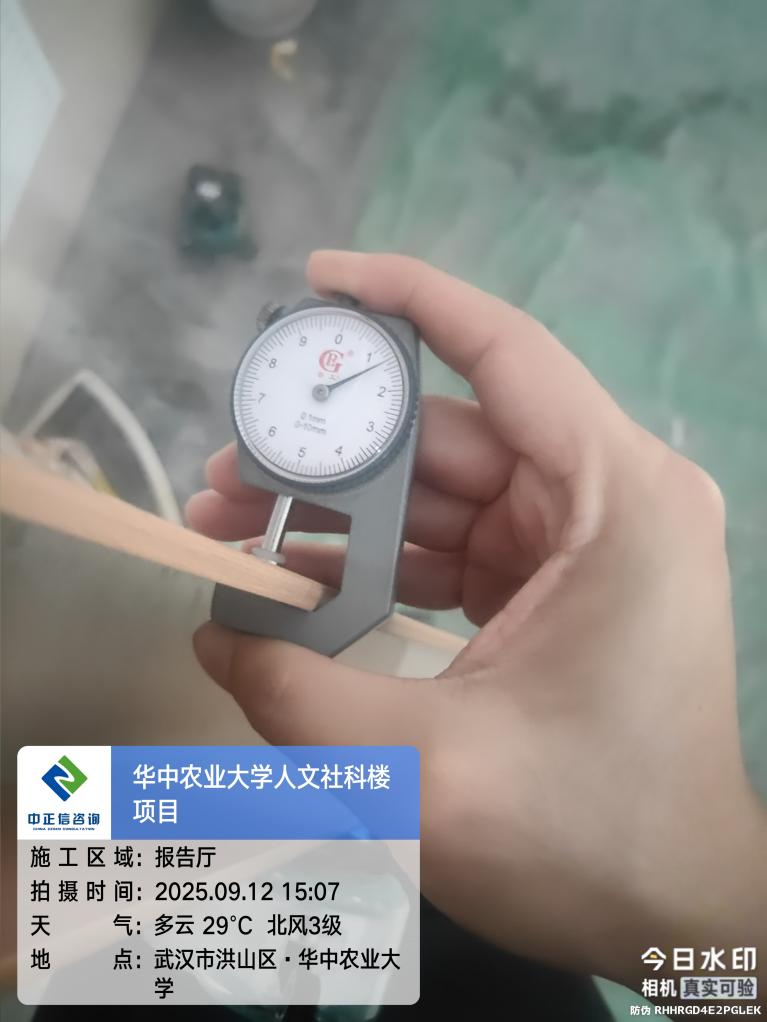 0
1
2
3
4
5
6
7
8
9
G
0.1mm
0-10mm
中正信咨询
华中农业大学人文社科楼
项目
施工区域：报告厅
拍摄时间：2025.09.12 15:07
天气：多云 29°C 北风3级
地点：武汉市洪山区·华中农业大
学
今日水印
相机 真实可验
防伪 RHHRGD4E2PGLEK